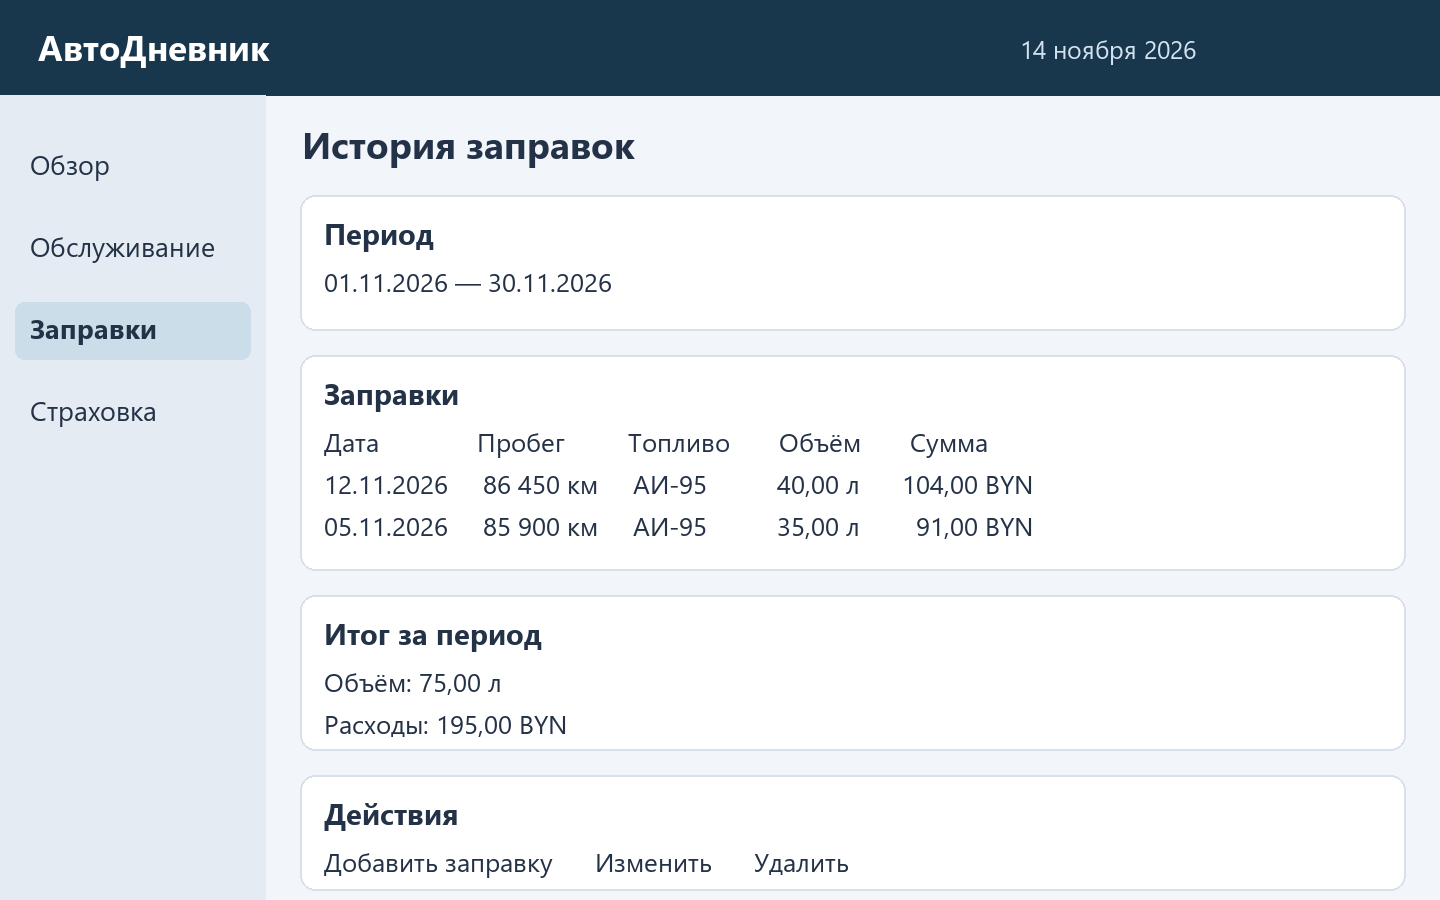 АвтоДневник
14 ноября 2026
Обзор
Обслуживание
Заправки
Страховка
История заправок
Период
01.11.2026 — 30.11.2026
Заправки
Дата Пробег Топливо Объём Сумма
12.11.2026 86 450 км АИ-95 40,00 л 104,00 BYN
05.11.2026 85 900 км АИ-95 35,00 л 91,00 BYN
Итог за период
Объём: 75,00 л
Расходы: 195,00 BYN
Действия
Добавить заправку Изменить Удалить